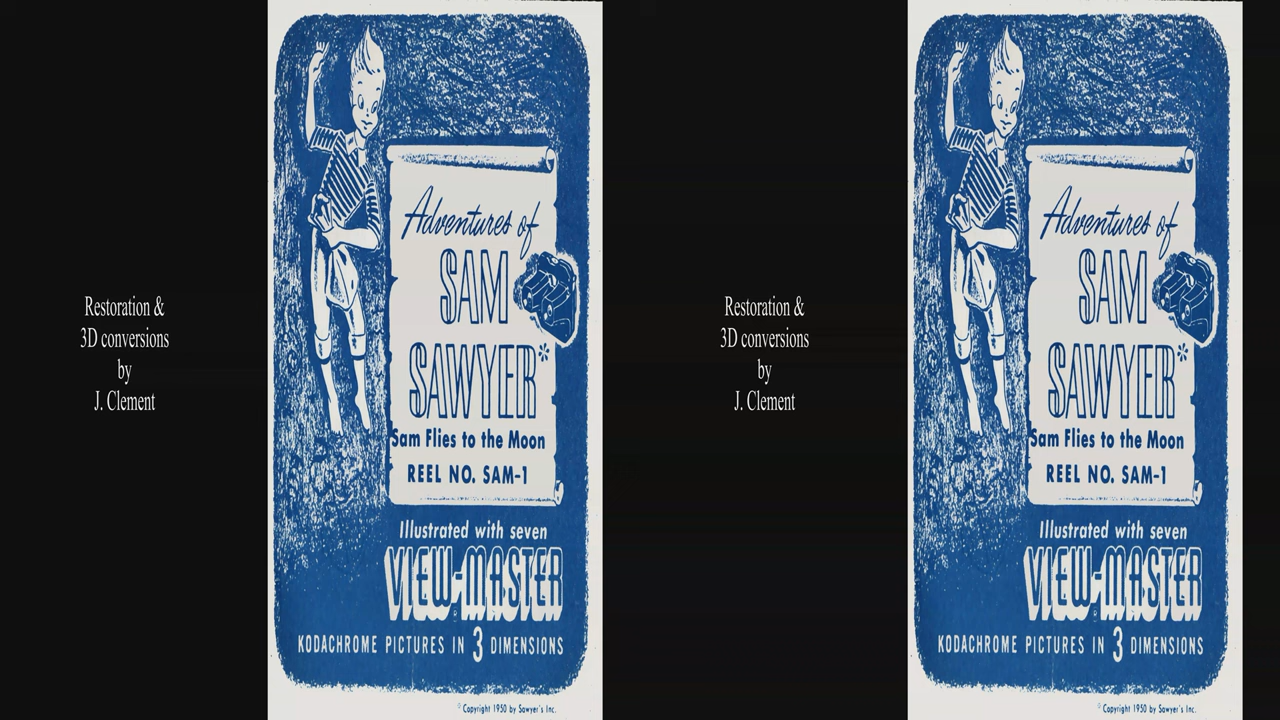 Restoration &
3D conversions
by
J. Clement
Adventures of
SAM
SAWYER*
Sam Flies to the Moon
REEL NO. SAM-1
Illustrated with seven
VIEW-MASTER
KODACHROME PICTURES IN 3 DIMENSIONS
© Copyright 1950 by Sawyer's Inc.
Restoration &
3D conversions
by
J. Clement
Adventures of
SAM
SAWYER*
Sam Flies to the Moon
REEL NO. SAM-1
Illustrated with seven
VIEW-MASTER
KODACHROME PICTURES IN 3 DIMENSIONS
© Copyright 1950 by Sawyer's Inc.